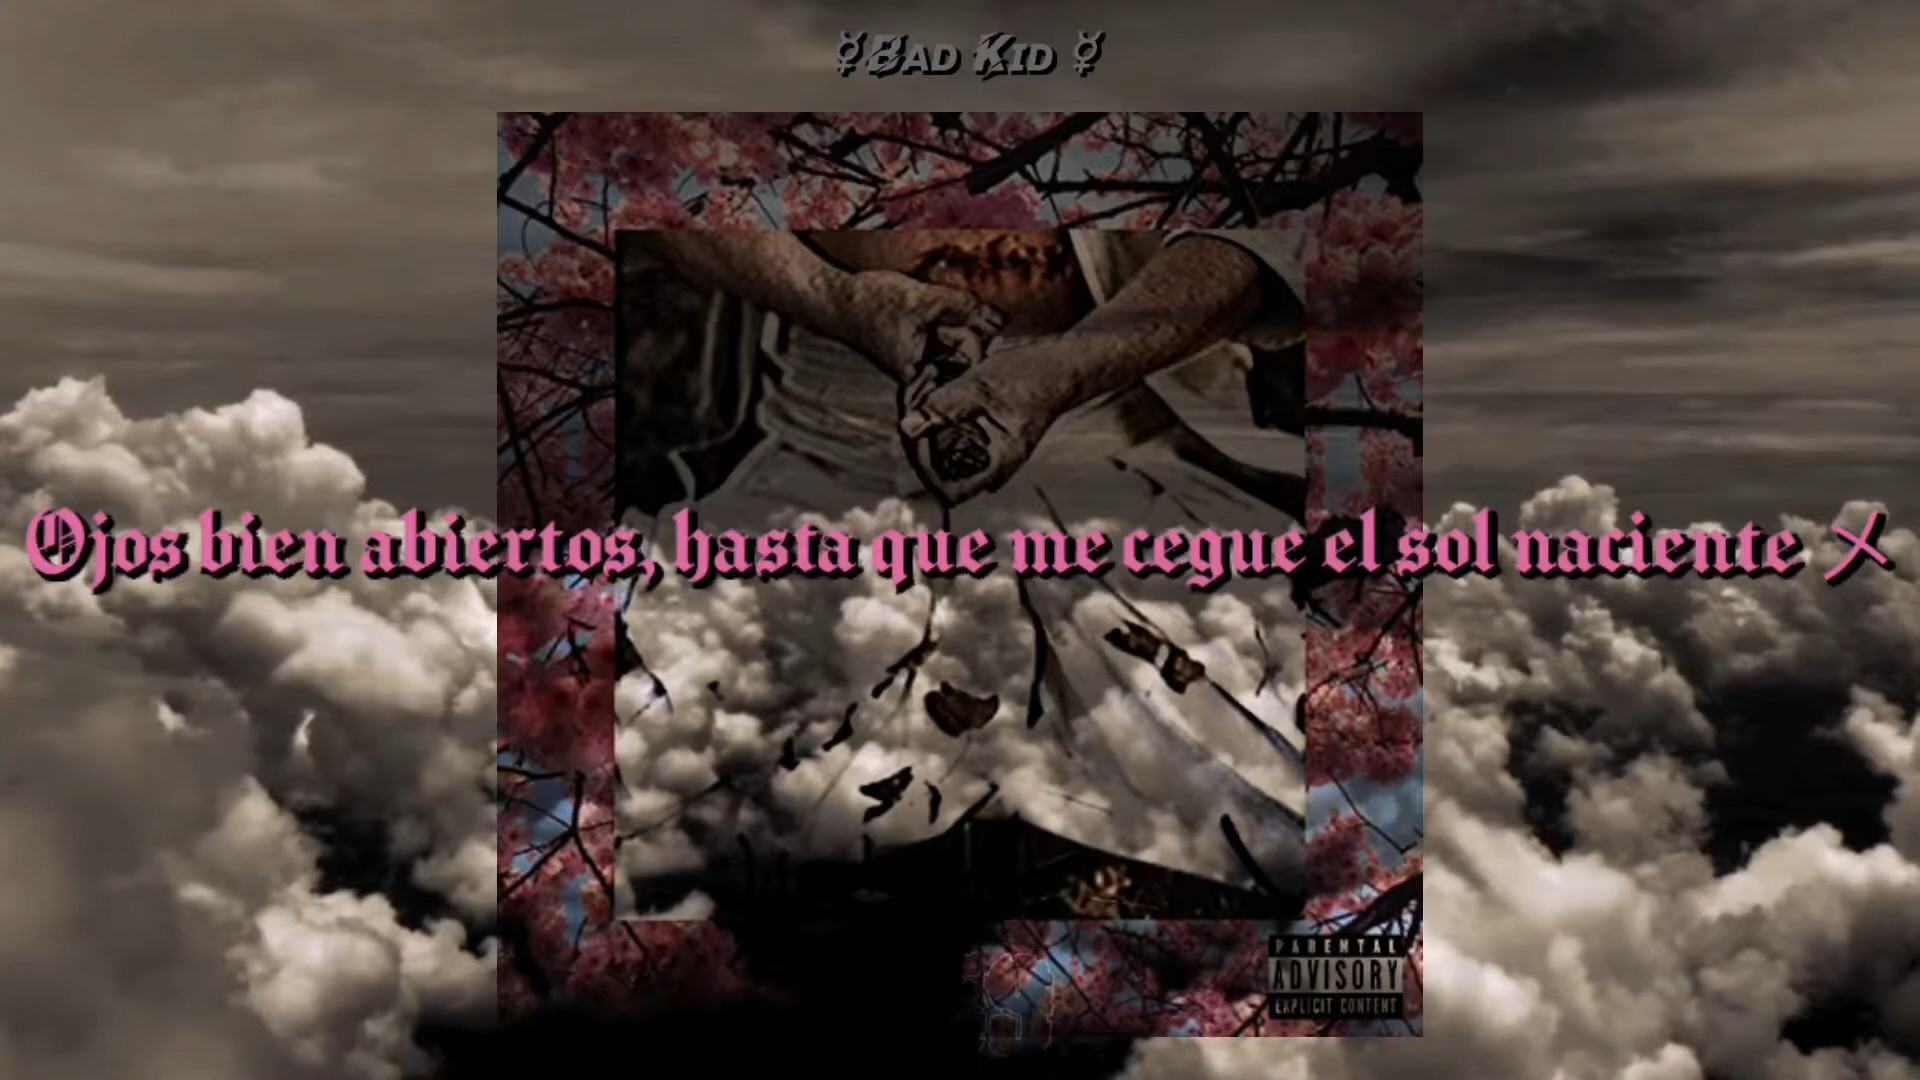 ☿Bad Kid ☿
Ojos bien abiertos, hasta que me cegue el sol naciente 〤
PARENTAL
ADVISORY
EXPLICIT CONTENT